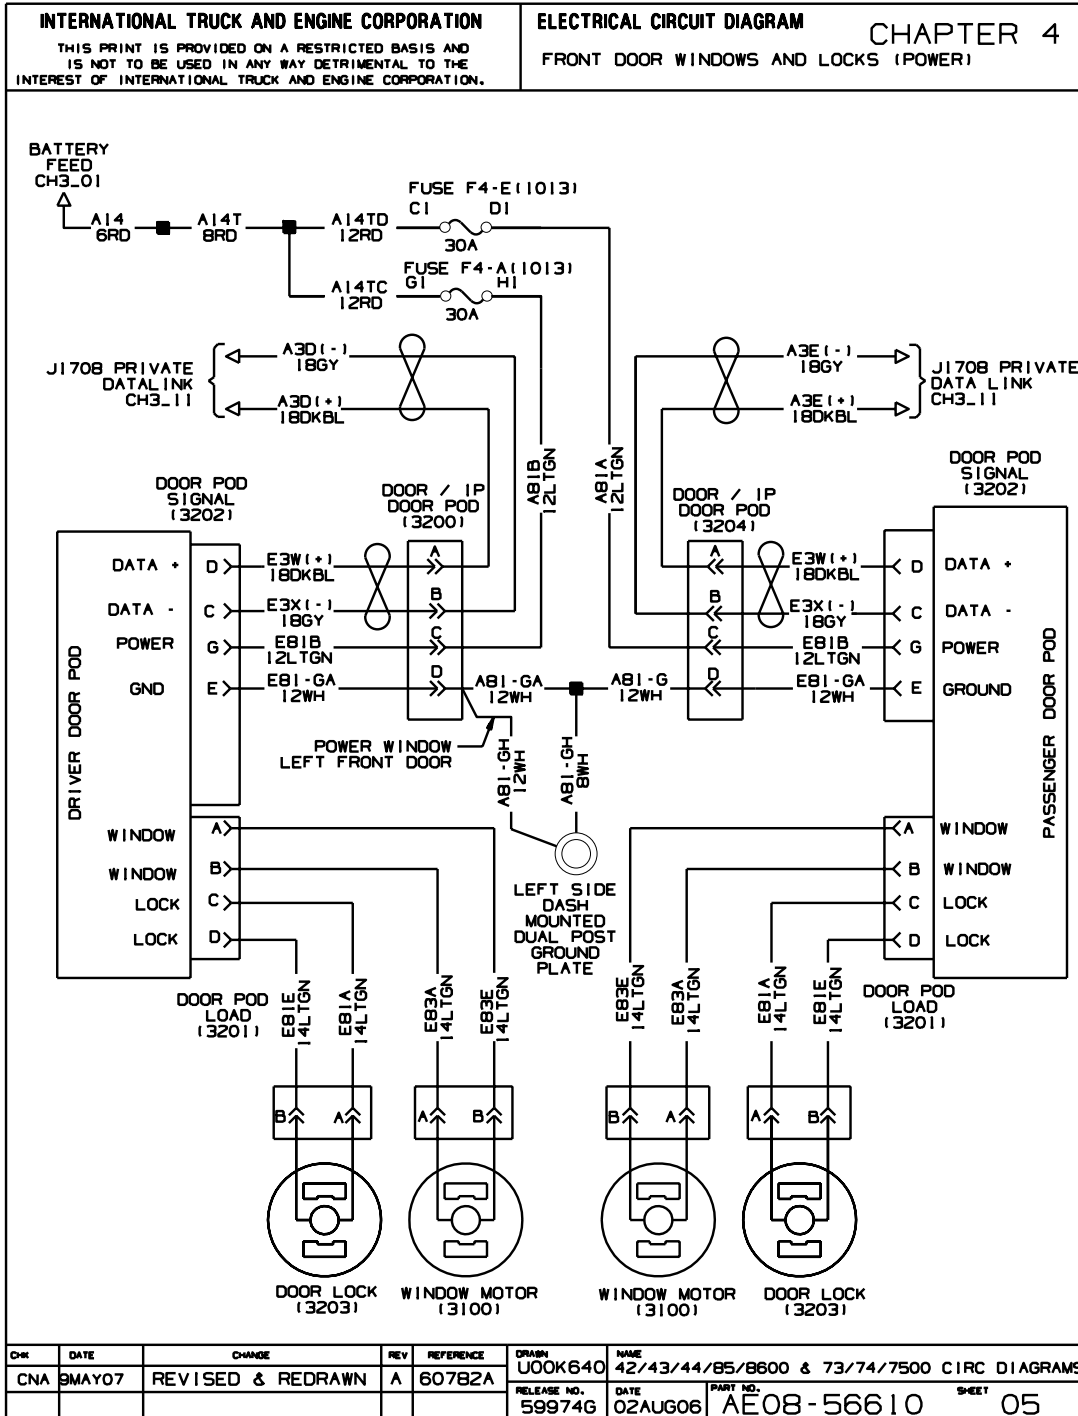 INTERNATIONAL TRUCK AND ENGINE CORPORATION
THIS PRINT IS PROVIDED ON A RESTRICTED BASIS AND
IS NOT TO BE USED IN ANY WAY DETRIMENTAL TO THE
INTEREST OF INTERNATIONAL TRUCK AND ENGINE CORPORATION.
ELECTRICAL CIRCUIT DIAGRAM
CHAPTER 4
FRONT DOOR WINDOWS AND LOCKS (POWER)
BATTERY
FEED
CH3_01
A14
6RD
A14T
8RD
A14TD
12RD
FUSE F4-E(1013)
C1 D1
30A
A14TC
12RD
FUSE F4-A(1013)
G1 H1
30A
J1708 PRIVATE
DATALINK
CH3_11
A3D(-)
18GY
A3D(+)
18DKBL
A3E(-)
18GY
A3E(+)
18DKBL
J1708 PRIVATE
DATA LINK
CH3_11
A81B
12LTGN
A81A
12LTGN
DOOR POD
SIGNAL
(3202)
DOOR / IP
DOOR POD
(3200)
DOOR / IP
DOOR POD
(3204)
DOOR POD
SIGNAL
(3202)
DRIVER DOOR POD
DATA + D E3W(+) A
18DKBL
DATA - C E3X(-) B
18GY
POWER G E81B C
12LTGN
GND E E81-GA D
12WH
A81-GA
12WH
A81-G
12WH
A E3W(+) D DATA +
18DKBL
B E3X(-) C DATA -
18GY
C E81B G POWER
12LTGN
D E81-GA E GROUND
12WH
PASSENGER DOOR POD
POWER WINDOW
LEFT FRONT DOOR
A81-GH
12WH
A81-GH
8WH
LEFT SIDE
DASH
MOUNTED
DUAL POST
GROUND
PLATE
WINDOW A
WINDOW B
LOCK C
LOCK D
DOOR POD
LOAD
(3201)
A WINDOW
B WINDOW
C LOCK
D LOCK
DOOR POD
LOAD
(3201)
E81E
14LTGN
E81A
14LTGN
E83A
14LTGN
E83E
14LTGN
E83E
14LTGN
E83A
14LTGN
E81A
14LTGN
E81E
14LTGN
B A A B B A A B
DOOR LOCK
(3203)
WINDOW MOTOR
(3100)
WINDOW MOTOR
(3100)
DOOR LOCK
(3203)
CHK DATE CHANGE REV REFERENCE
CNA 9MAY07 REVISED & REDRAWN A 60782A
DRAWN
U00K640
NAME
42/43/44/85/8600 & 73/74/7500 CIRC DIAGRAMS
RELEASE NO.
59974G
DATE
02AUG06
PART NO.
AE08-56610
SHEET
05